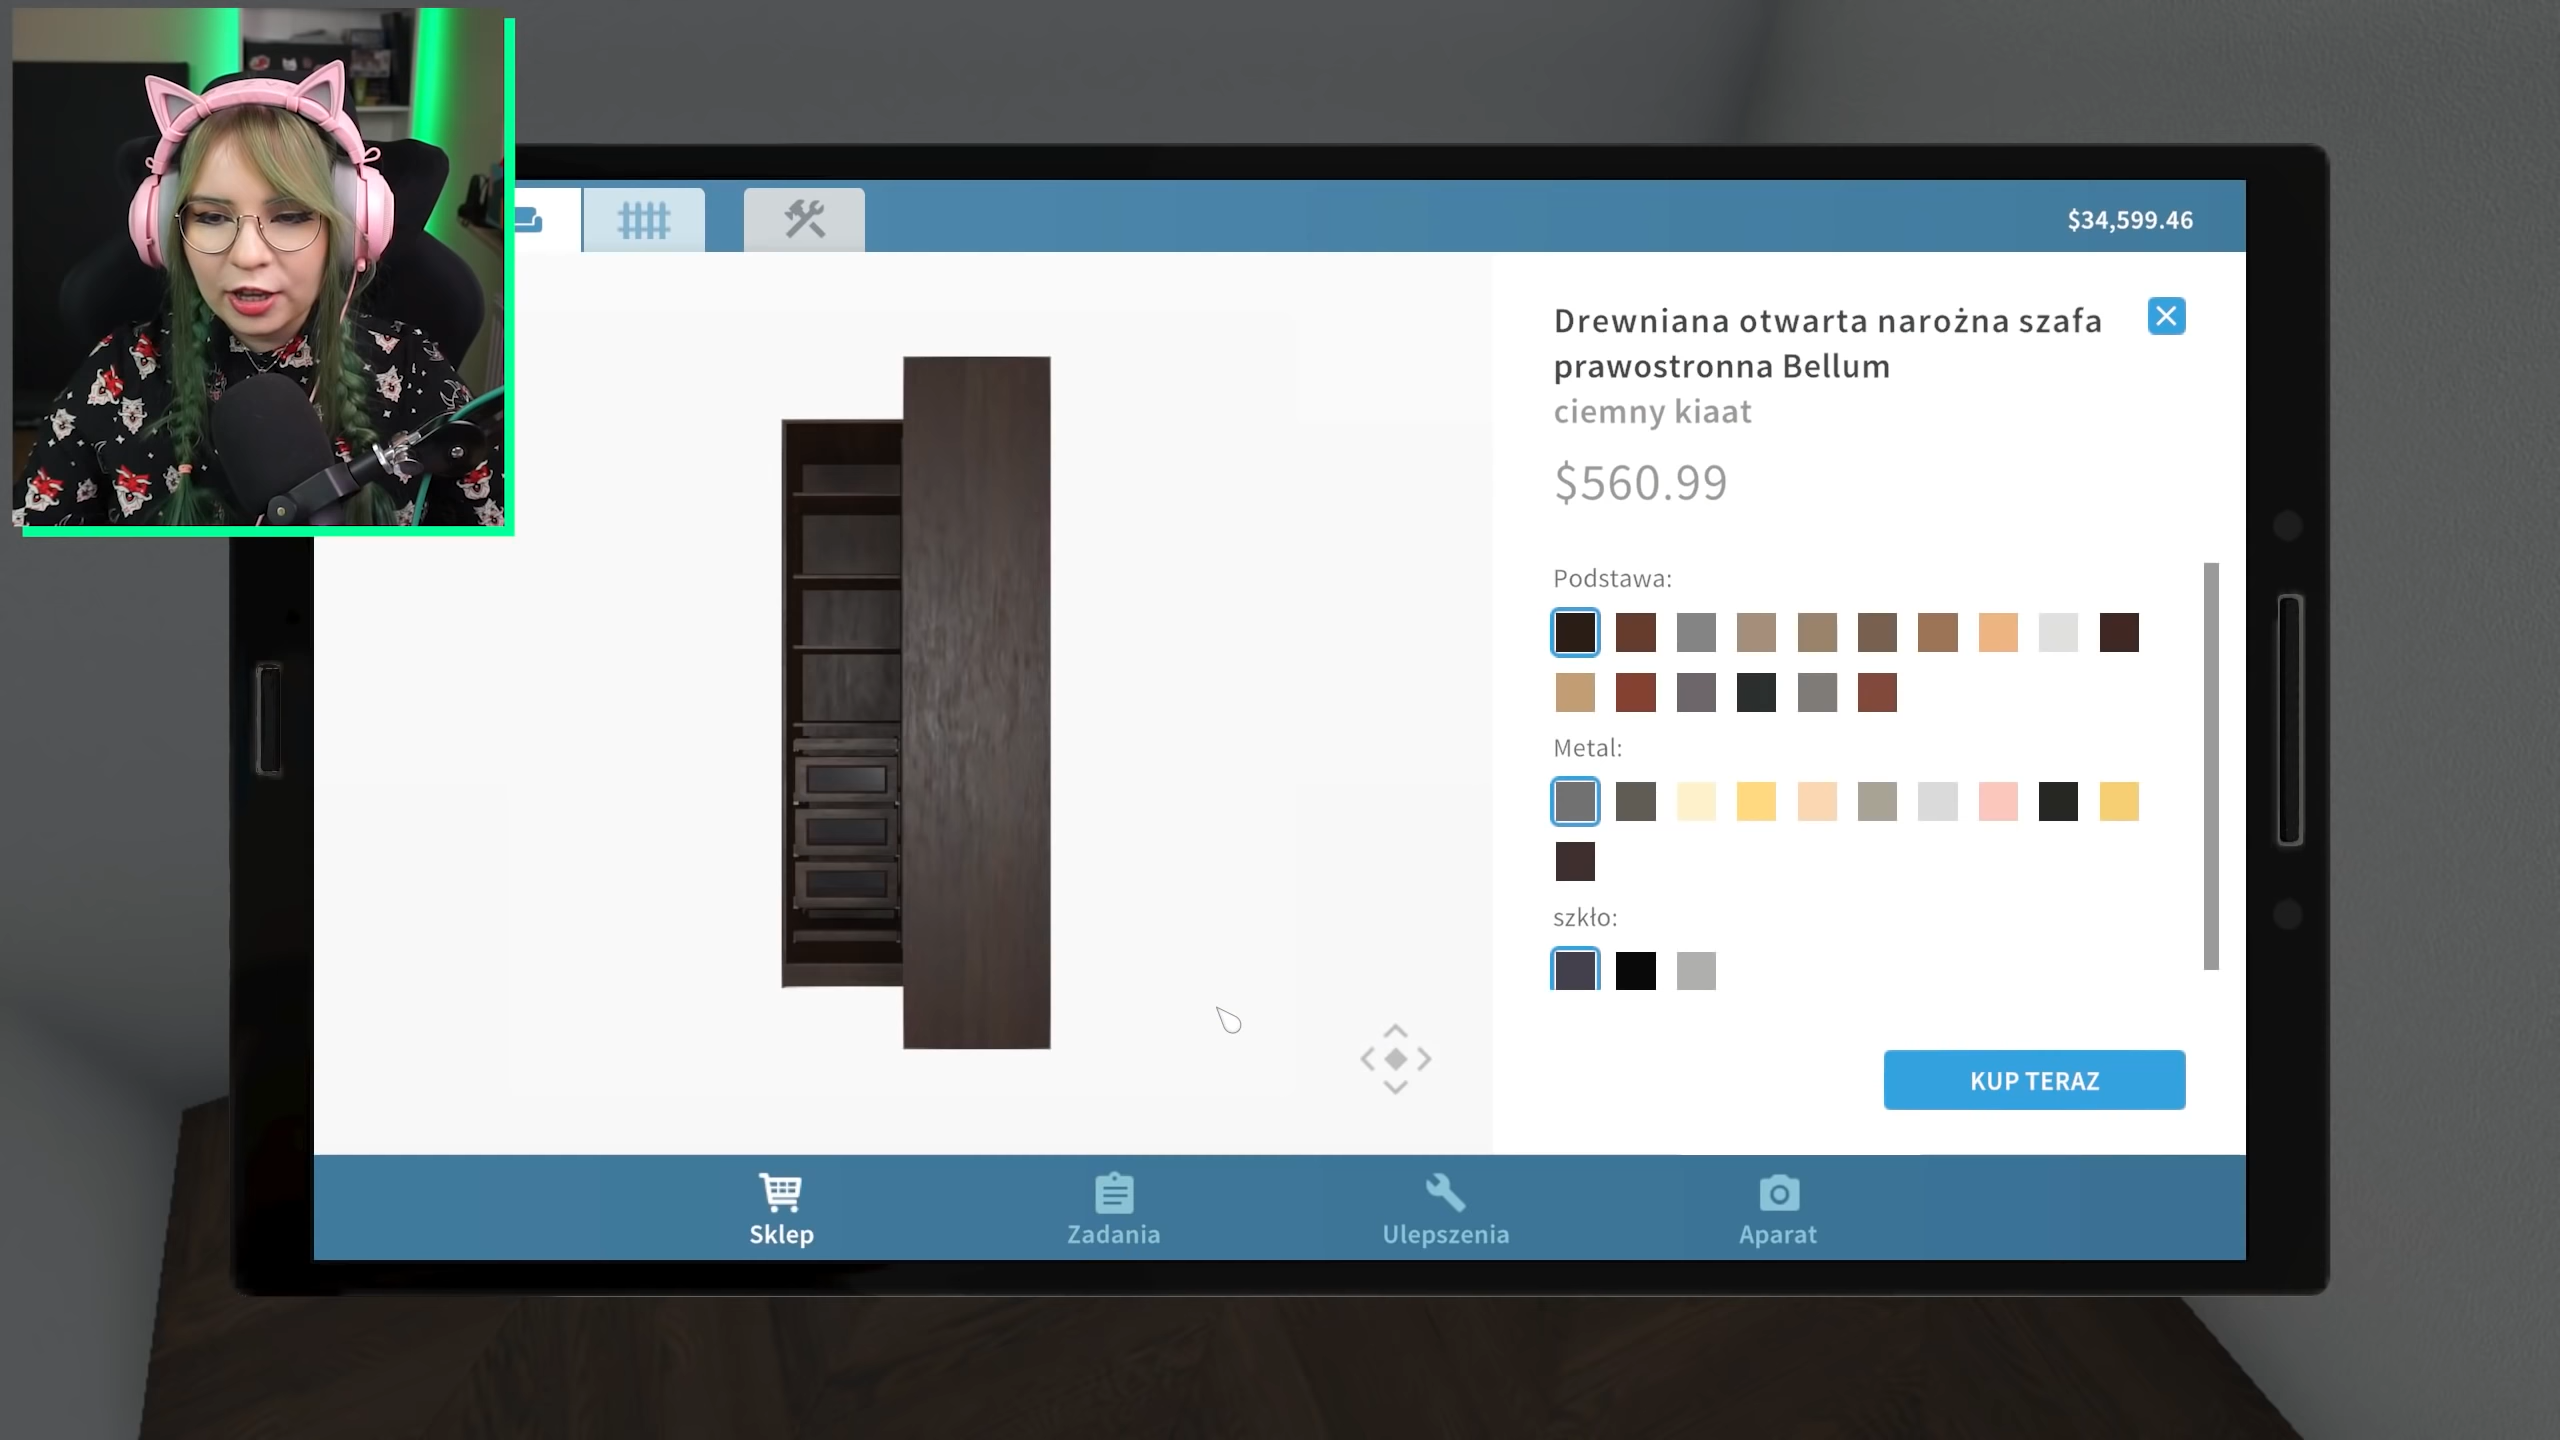 $34,599.46
Drewniana otwarta narożna szafa
prawostronna Bellum
ciemny kiaat
$560.99
Podstawa:
Metal:
szkło:
KUP TERAZ
Sklep
Zadania
Ulepszenia
Aparat